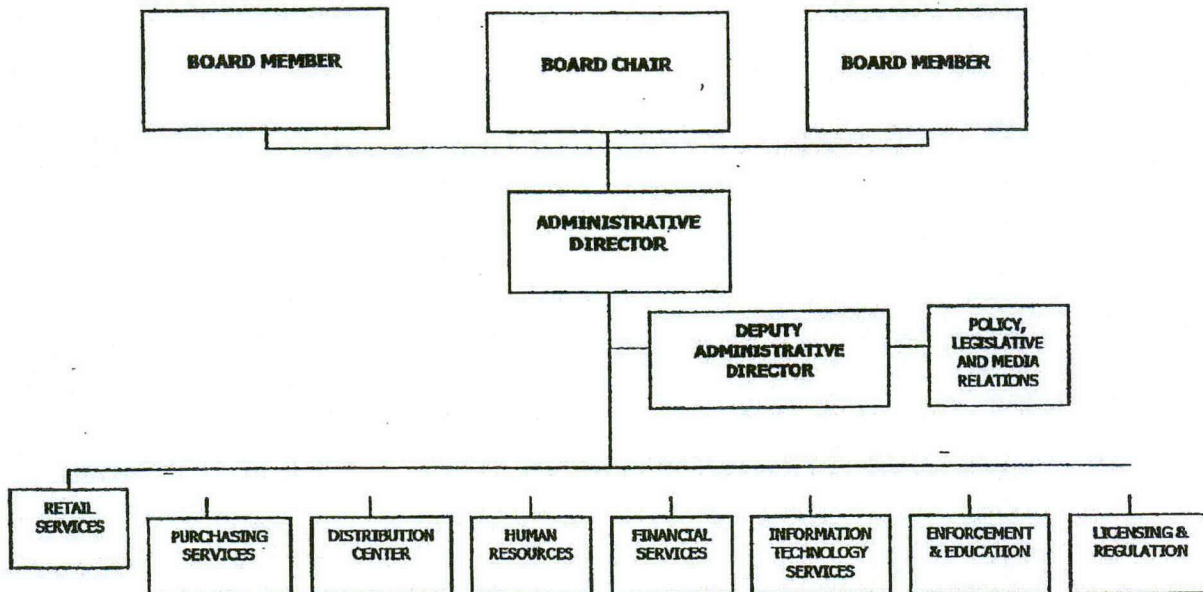 BOARD MEMBER
BOARD CHAIR
BOARD MEMBER
ADMINISTRATIVE
DIRECTOR
DEPUTY
ADMINISTRATIVE
DIRECTOR
POLICY,
LEGISLATIVE
AND MEDIA
RELATIONS
RETAIL
SERVICES
PURCHASING
SERVICES
DISTRIBUTION
CENTER
HUMAN
RESOURCES
FINANCIAL
SERVICES
INFORMATION
TECHNOLOGY
SERVICES
ENFORCEMENT
& EDUCATION
LICENSING &
REGULATION